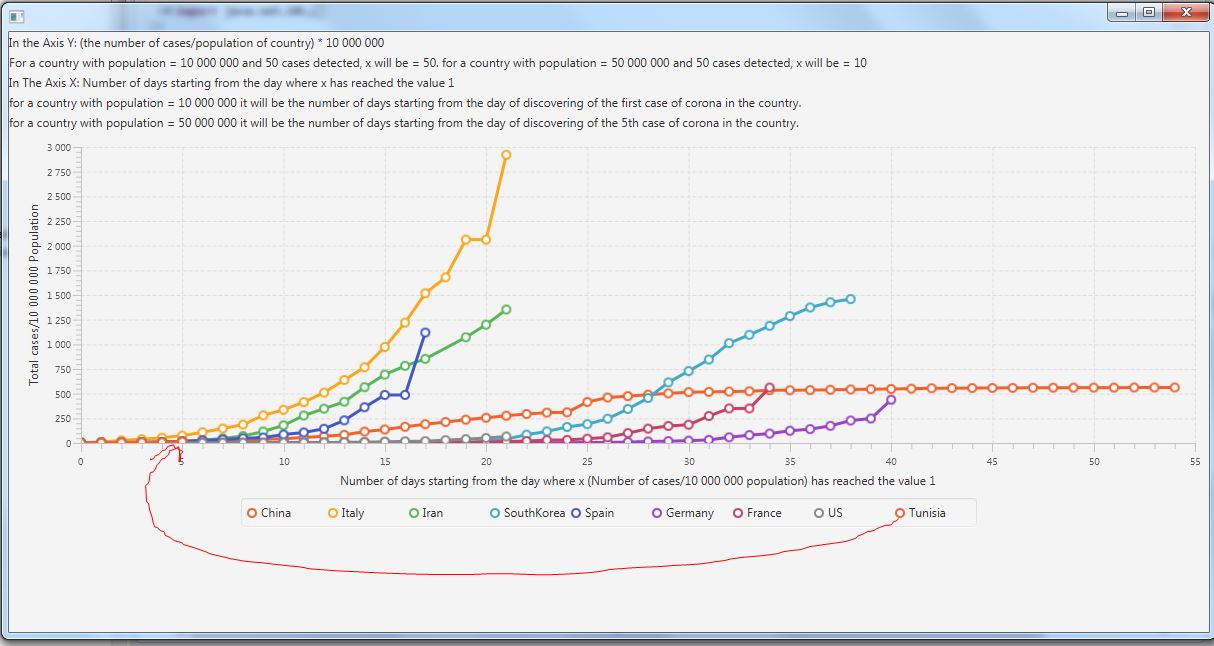 In the Axis Y: (the number of cases/population of country) * 10 000 000
For a country with population = 10 000 000 and 50 cases detected, x will be = 50. for a country with population = 50 000 000 and 50 cases detected, x will be = 10
In The Axis X: Number of days starting from the day where x has reached the value 1
for a country with population = 10 000 000 it will be the number of days starting from the day of discovering of the first case of corona in the country.
for a country with population = 50 000 000 it will be the number of days starting from the day of discovering of the 5th case of corona in the country.
Total cases/10 000 000 Population
3 000
2 750
2 500
2 250
2 000
1 750
1 500
1 250
1 000
750
500
250
0
0 5 10 15 20 25 30 35 40 45 50 55
Number of days starting from the day where x (Number of cases/10 000 000 population) has reached the value 1
China Italy Iran SouthKorea Spain Germany France US Tunisia